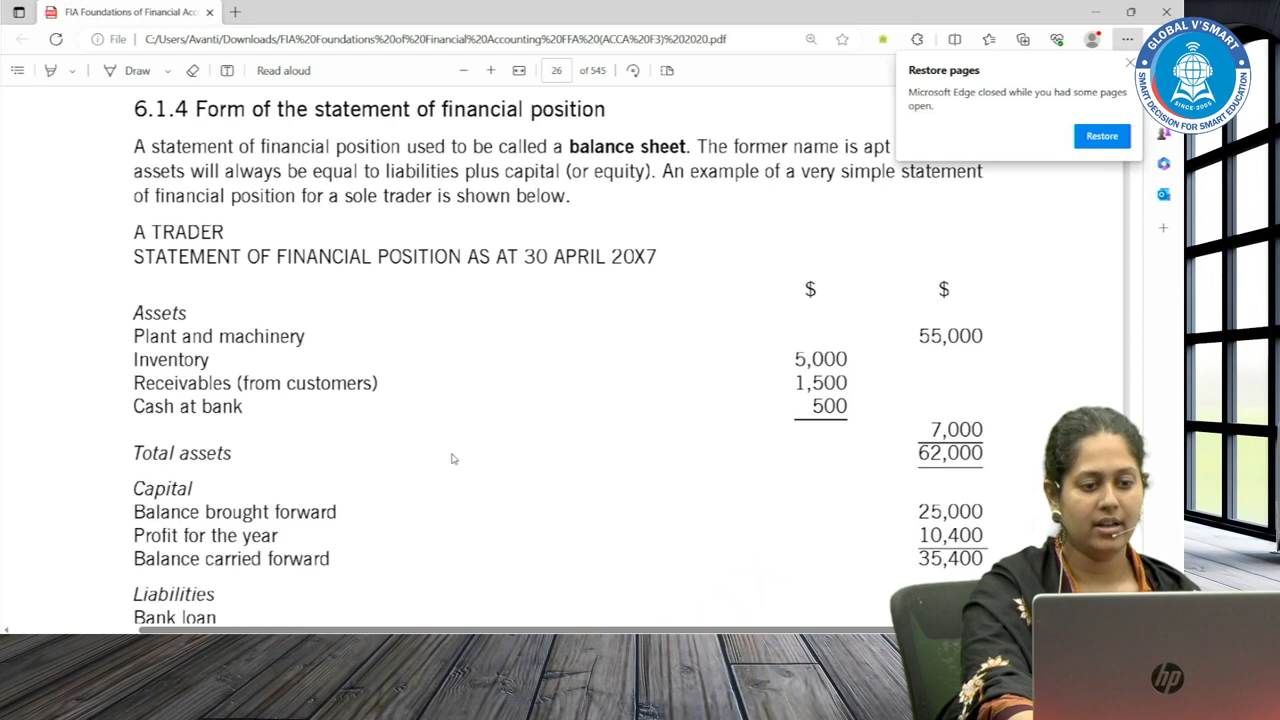 FIA Foundations of Financial Acc
File
C:/Users/Avanti/Downloads/FIA%20Foundations%20of%20Financial%20Accounting%20FFA%20(ACCA%20F3)%202020.pdf
Draw
Read aloud
26 of 545
Restore pages
Microsoft Edge closed while you had some pages
open.
Restore
GLOBAL V'SMART
SINCE-2005
SMART DECISION FOR SMART EDUCATION
6.1.4 Form of the statement of financial position
A statement of financial position used to be called a balance sheet. The former name is apt
assets will always be equal to liabilities plus capital (or equity). An example of a very simple statement
of financial position for a sole trader is shown below.
A TRADER
STATEMENT OF FINANCIAL POSITION AS AT 30 APRIL 20X7
$ $
Assets
Plant and machinery 55,000
Inventory 5,000
Receivables (from customers) 1,500
Cash at bank 500
7,000
Total assets 62,000
Capital
Balance brought forward 25,000
Profit for the year 10,400
Balance carried forward 35,400
Liabilities
Bank loan
hp